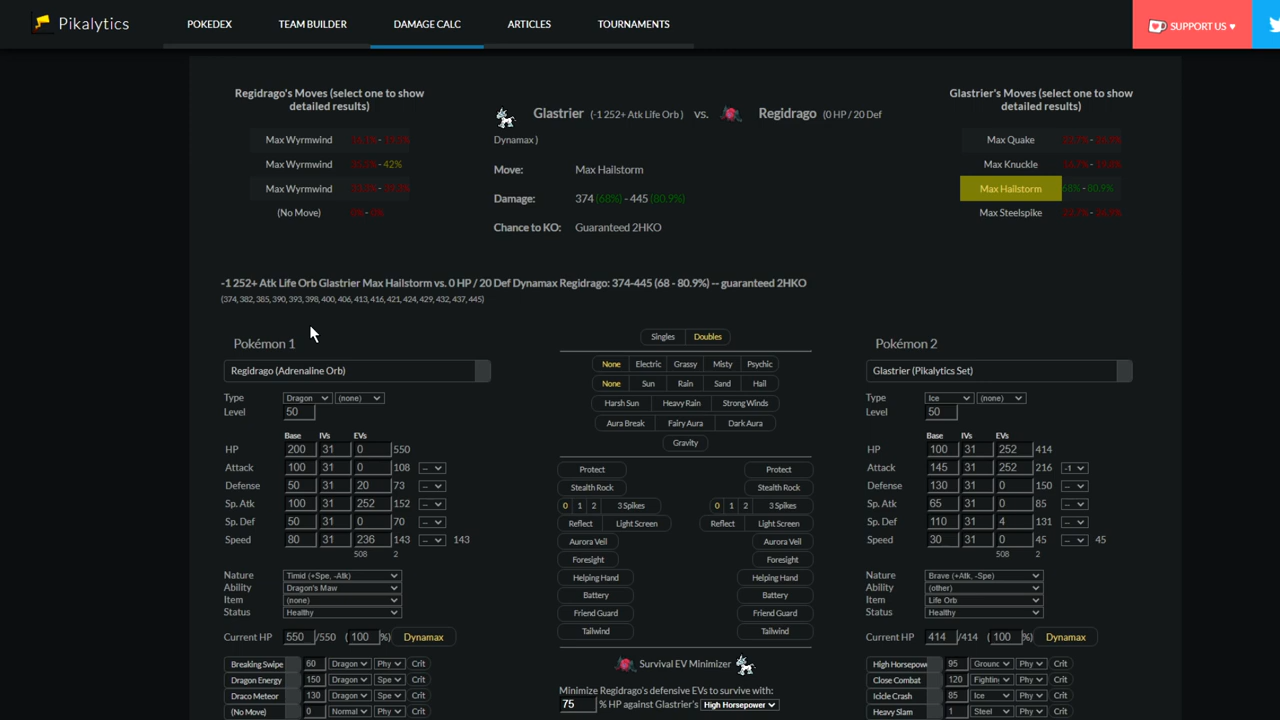 Pikalytics
POKEDEX TEAM BUILDER DAMAGE CALC ARTICLES TOURNAMENTS SUPPORT US ♥
Regidrago's Moves (select one to show
detailed results)
Max Wyrmwind
Max Wyrmwind - 42%
Max Wyrmwind
(No Move) 0% - 0%
Glastrier (-1 252+ Atk Life Orb ) vs. Regidrago (0 HP / 20 Def
Dynamax )
Move: Max Hailstorm
Damage: 374 (68%) - 445 (80.9%)
Chance to KO: Guaranteed 2HKO
Glastrier's Moves (select one to show
detailed results)
Max Quake
Max Knuckle
Max Hailstorm 68% - 80.9%
Max Steelspike
-1 252+ Atk Life Orb Glastrier Max Hailstorm vs. 0 HP / 20 Def Dynamax Regidrago: 374-445 (68 - 80.9%) -- guaranteed 2HKO
(374, 382, 385, 390, 393, 398, 400, 406, 413, 416, 421, 424, 429, 432, 437, 445)
Pokémon 1
Regidrago (Adrenaline Orb)
Type Dragon (none)
Level 50
Base IVs EVs
HP 200 31 0 550
Attack 100 31 0 108 --
Defense 50 31 20 73 --
Sp. Atk 100 31 252 152 --
Sp. Def 50 31 0 70 --
Speed 80 31 236 143 -- 143
508 2
Nature Timid (+Spe, -Atk)
Ability Dragon's Maw
Item (none)
Status Healthy
Current HP 550 /550 ( 100 %) Dynamax
Breaking Swipe 60 Dragon Phy Crit
Dragon Energy 150 Dragon Spe Crit
Draco Meteor 130 Dragon Spe Crit
(No Move) 0 Normal Phy Crit
Singles Doubles
None Electric Grassy Misty Psychic
None Sun Rain Sand Hail
Harsh Sun Heavy Rain Strong Winds
Aura Break Fairy Aura Dark Aura
Gravity
Protect Protect
Stealth Rock Stealth Rock
0 1 2 3 Spikes 0 1 2 3 Spikes
Reflect Light Screen Reflect Light Screen
Aurora Veil Aurora Veil
Foresight Foresight
Helping Hand Helping Hand
Battery Battery
Friend Guard Friend Guard
Tailwind Tailwind
Survival EV Minimizer
Minimize Regidrago's defensive EVs to survive with:
75 % HP against Glastrier's High Horsepower
Pokémon 2
Glastrier (Pikalytics Set)
Type Ice (none)
Level 50
Base IVs EVs
HP 100 31 252 414
Attack 145 31 252 216 -1
Defense 130 31 0 150 --
Sp. Atk 65 31 0 85 --
Sp. Def 110 31 4 131 --
Speed 30 31 0 45 -- 45
508 2
Nature Brave (+Atk, -Spe)
Ability (other)
Item Life Orb
Status Healthy
Current HP 414 /414 ( 100 %) Dynamax
High Horsepowe 95 Ground Phy Crit
Close Combat 120 Fighting Phy Crit
Icicle Crash 85 Ice Phy Crit
Heavy Slam 1 Steel Phy Crit